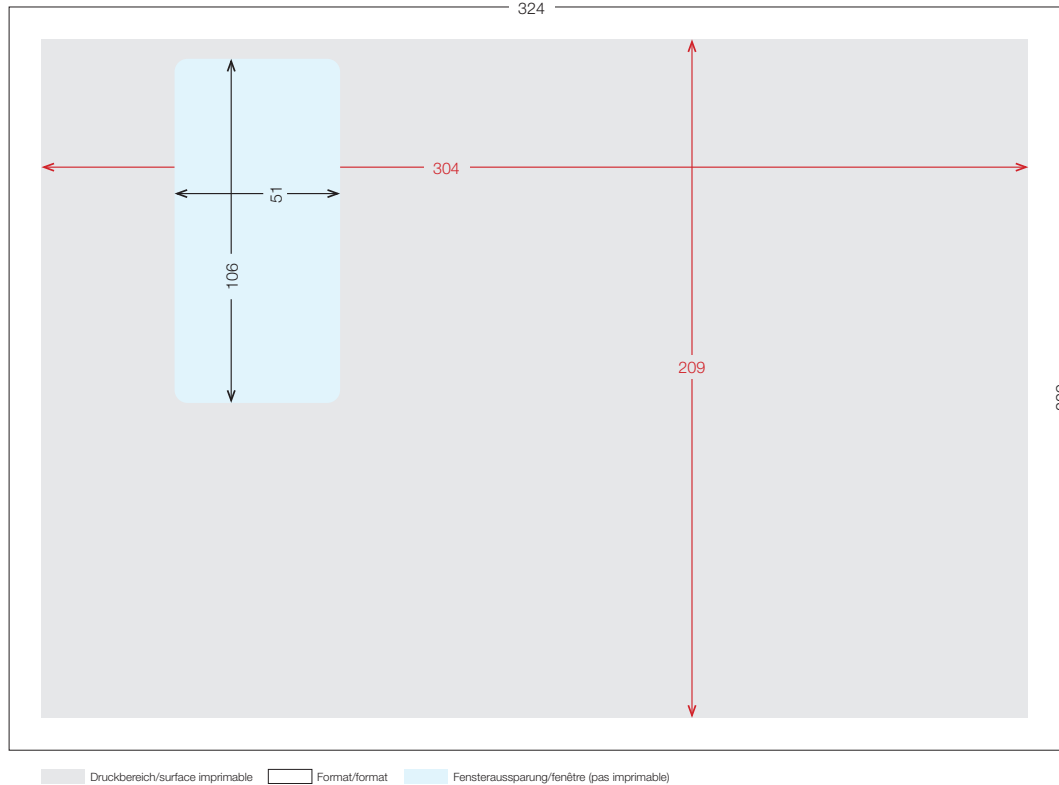 324
304
51
106
209
Druckbereich/surface imprimable
Format/format
Fensteraussparung/fenêtre (pas imprimable)